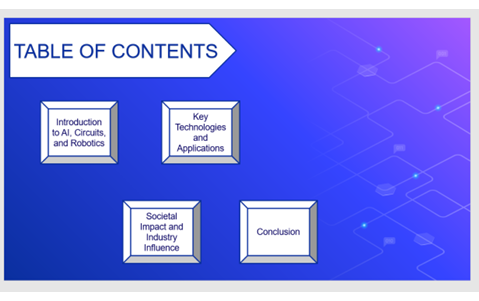 TABLE OF CONTENTS
Introduction
to AI, Circuits,
and Robotics
Key
Technologies
and
Applications
Societal
Impact and
Industry
Influence
Conclusion